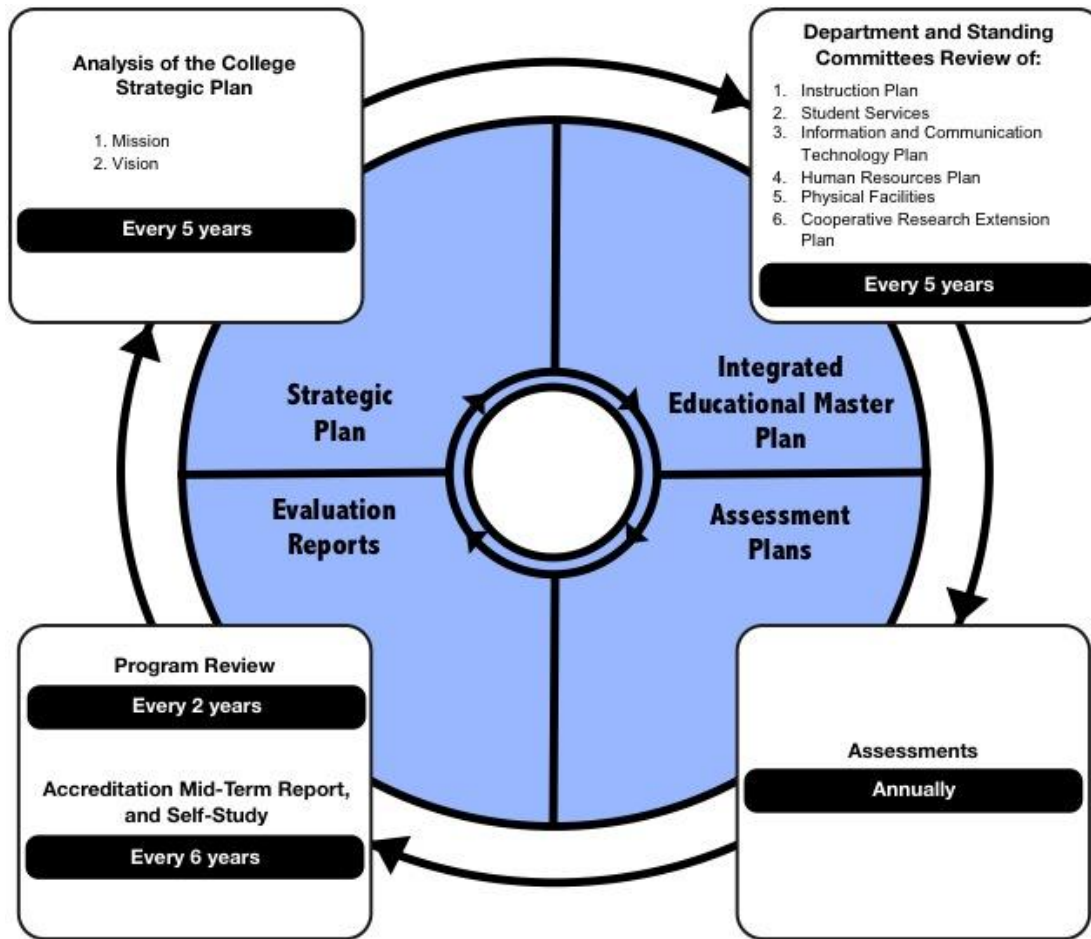 Analysis of the College
Strategic Plan
1. Mission
2. Vision
Every 5 years
Department and Standing
Committees Review of:
1. Instruction Plan
2. Student Services
3. Information and Communication
Technology Plan
4. Human Resources Plan
5. Physical Facilities
6. Cooperative Research Extension
Plan
Every 5 years
Strategic
Plan
Integrated
Educational Master
Plan
Evaluation
Reports
Assessment
Plans
Program Review
Every 2 years
Accreditation Mid-Term Report,
and Self-Study
Every 6 years
Assessments
Annually